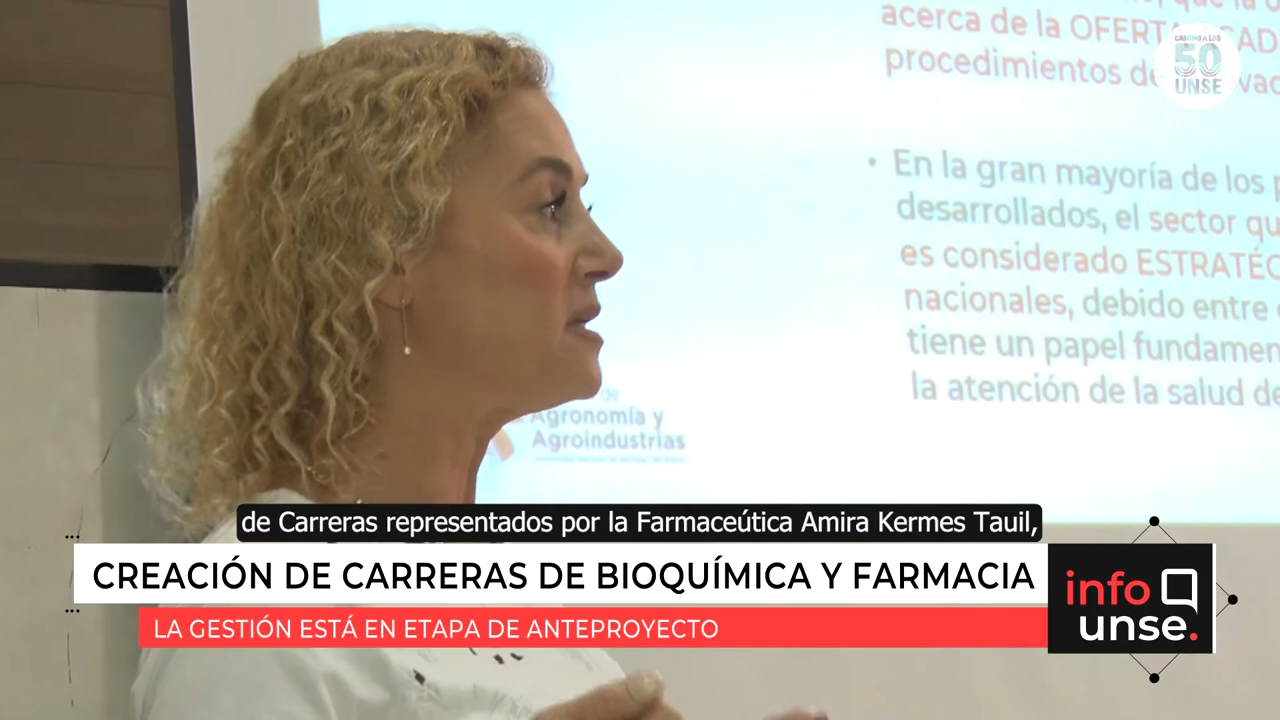 acerca de la OFERTA
procedimientos de
CAMINO A LOS
50
UNSE
• En la gran mayoría de los
desarrollados, el sector
es considerado
nacionales, debido entre
tiene un papel
la atención de la salud
de
Agronomía y
Agroindustrias
de Carreras representados por la Farmaceútica Amira Kermes Tauil,
CREACIÓN DE CARRERAS DE BIOQUÍMICA Y FARMACIA
LA GESTIÓN ESTÁ EN ETAPA DE ANTEPROYECTO
info
unse.